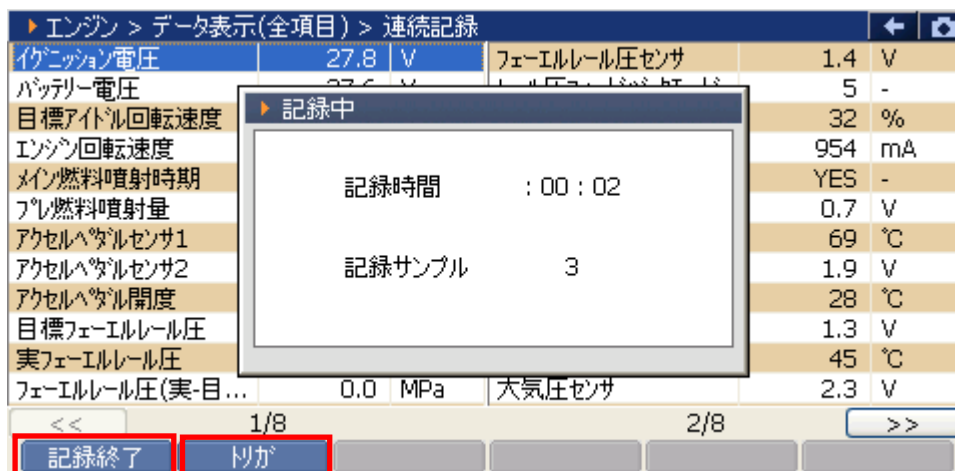 エンジン > データ表示(全項目) > 連続記録
イグニッション電圧 27.8 V フューエルレール圧センサ 1.4 V
バッテリー電圧 5 -
目標アイドル回転速度 32 %
エンジン回転速度 954 mA
メイン燃料噴射時期 YES -
プレ燃料噴射量 0.7 V
アクセルペダルセンサ1 69 ℃
アクセルペダルセンサ2 1.9 V
アクセルペダル開度 28 ℃
目標フューエルレール圧 1.3 V
実フューエルレール圧 45 ℃
フューエルレール圧(実-目... 0.0 MPa 大気圧センサ 2.3 V
記録中
記録時間 :00:02
記録サンプル 3
<< 1/8 2/8 >>
記録終了 トリガ